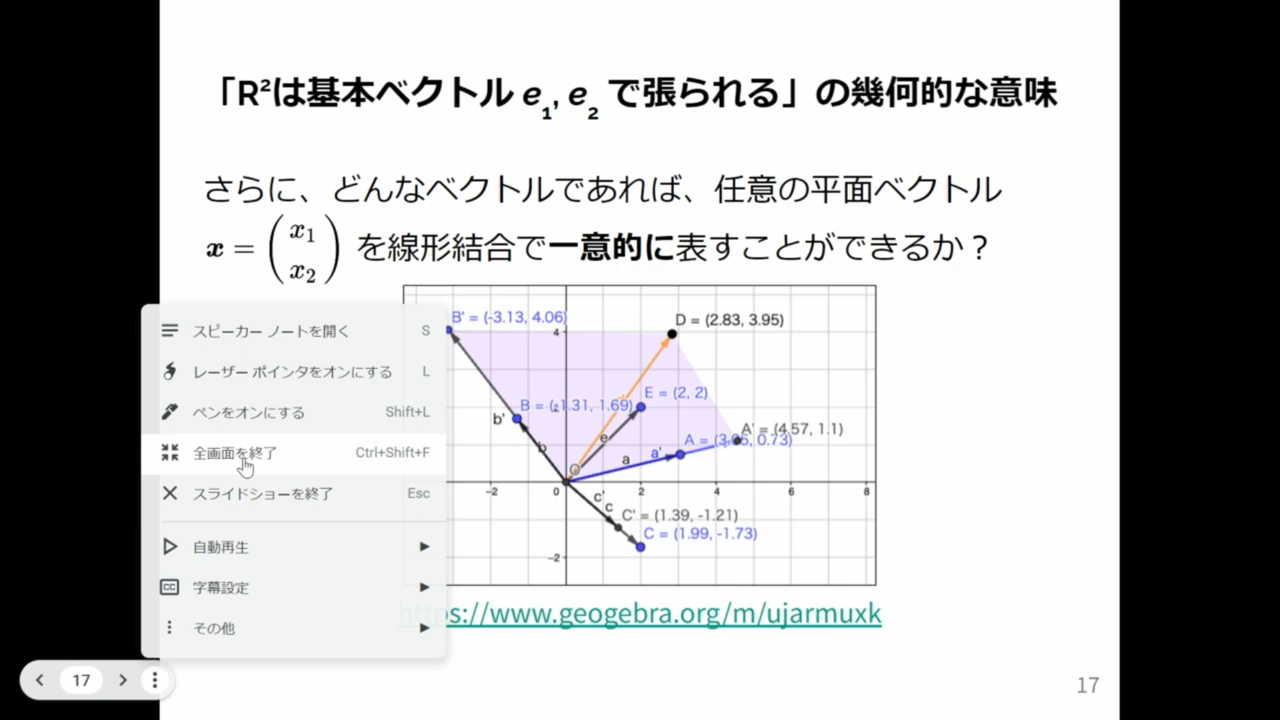 「R²は基本ベクトル e₁, e₂ で張られる」の幾何的な意味
さらに、どんなベクトルであれば、任意の平面ベクトル
x = (x₁ x₂) を線形結合で一意的に表すことができるか？
B' = (-3.13, 4.06)
D = (2.83, 3.95)
4
E = (2, 2)
B = (-1.31, 1.69)
2
b'
A' = (4.57, 1.1)
A = (3.05, 0.73)
e
b
a
a'
O
−2
0
2
4
6
8
c'
c
C' = (1.39, -1.21)
C = (1.99, -1.73)
−2
https://www.geogebra.org/m/ujarmuxk
スピーカー ノートを開く S
レーザー ポインタをオンにする L
ペンをオンにする Shift+L
全画面を終了 Ctrl+Shift+F
スライドショーを終了 Esc
自動再生
CC 字幕設定
その他
17
17